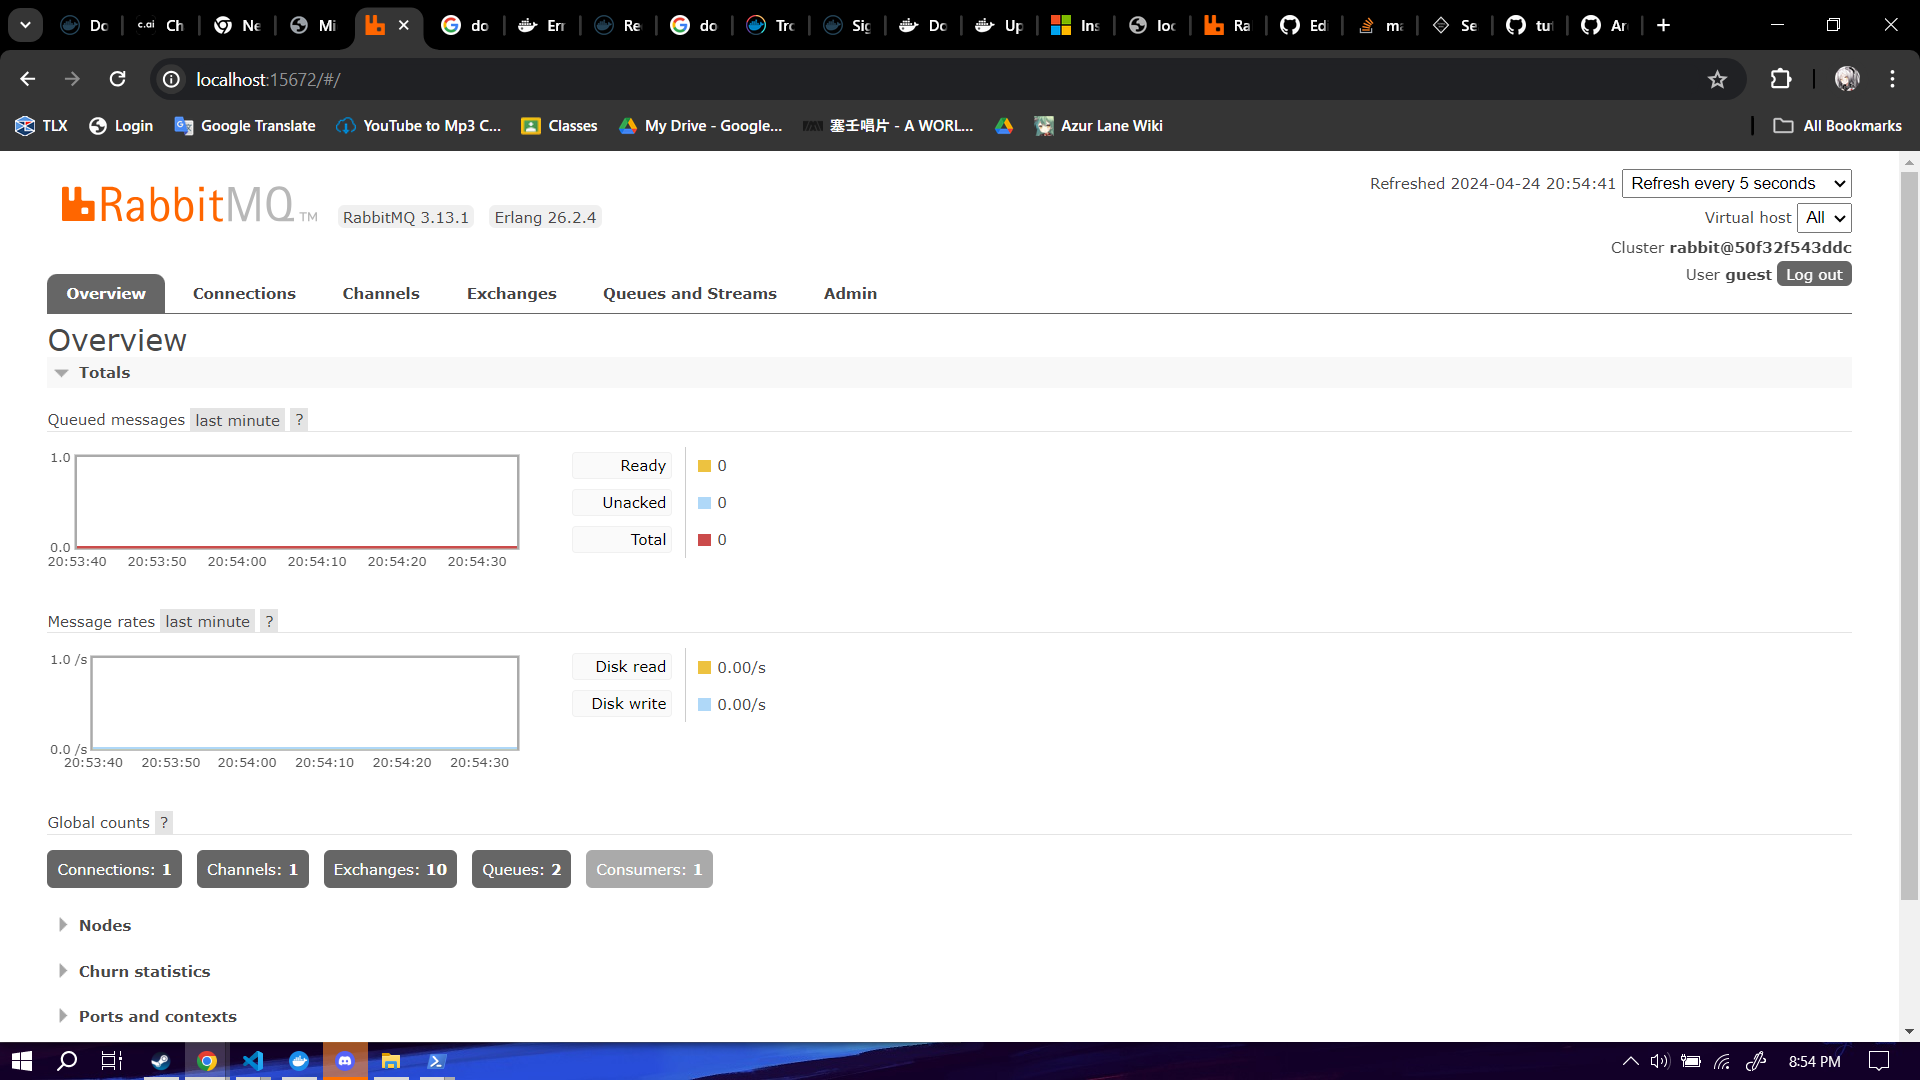 Do
c.ai Ch
Ne
Mi
do
Err
Re
do
Tro
Sig
Do
Up
Ins
loc
Ra
Edi
ma
Se
tut
Ar
localhost:15672/#/
TLX
Login
Google Translate
YouTube to Mp3 C...
Classes
My Drive - Google...
塞壬唱片 - A WORL...
Azur Lane Wiki
All Bookmarks
RabbitMQ TM
RabbitMQ 3.13.1
Erlang 26.2.4
Refreshed 2024-04-24 20:54:41 Refresh every 5 seconds
Virtual host All
Cluster rabbit@50f32f543ddc
User guest Log out
Overview
Connections
Channels
Exchanges
Queues and Streams
Admin
Overview
Totals
Queued messages last minute ?
1.0
0.0
20:53:40 20:53:50 20:54:00 20:54:10 20:54:20 20:54:30
Ready 0
Unacked 0
Total 0
Message rates last minute ?
1.0 /s
0.0 /s
20:53:40 20:53:50 20:54:00 20:54:10 20:54:20 20:54:30
Disk read 0.00/s
Disk write 0.00/s
Global counts ?
Connections: 1
Channels: 1
Exchanges: 10
Queues: 2
Consumers: 1
Nodes
Churn statistics
Ports and contexts
8:54 PM